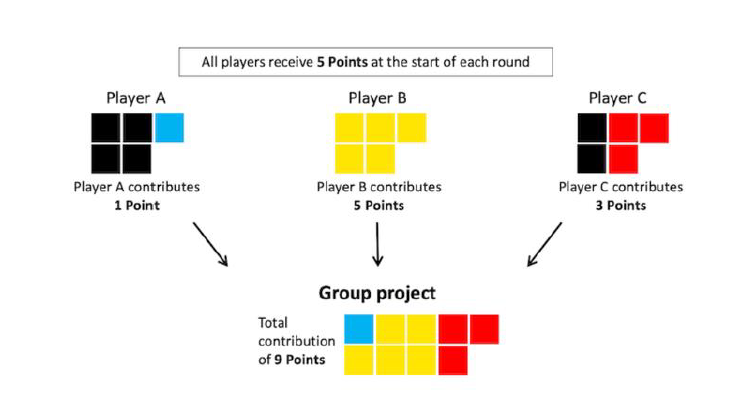 All players receive 5 Points at the start of each round
Player A
Player B
Player C
Player A contributes
1 Point
Player B contributes
5 Points
Player C contributes
3 Points
Group project
Total
contribution
of 9 Points